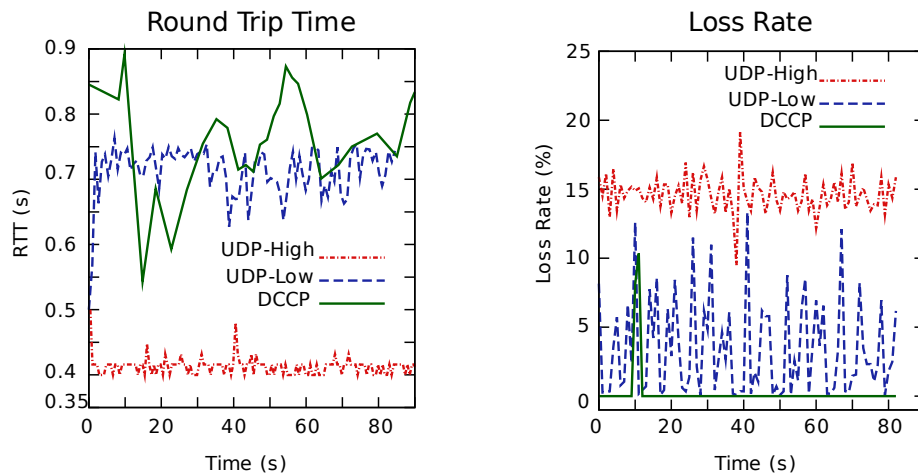 Round Trip Time
0.9
0.8
0.7
0.6
0.5
0.4
0.35
RTT (s)
UDP-High
UDP-Low
DCCP
0 20 40 60 80
Time (s)
Loss Rate
25
20
15
10
5
0
Loss Rate (%)
UDP-High
UDP-Low
DCCP
0 20 40 60 80
Time (s)